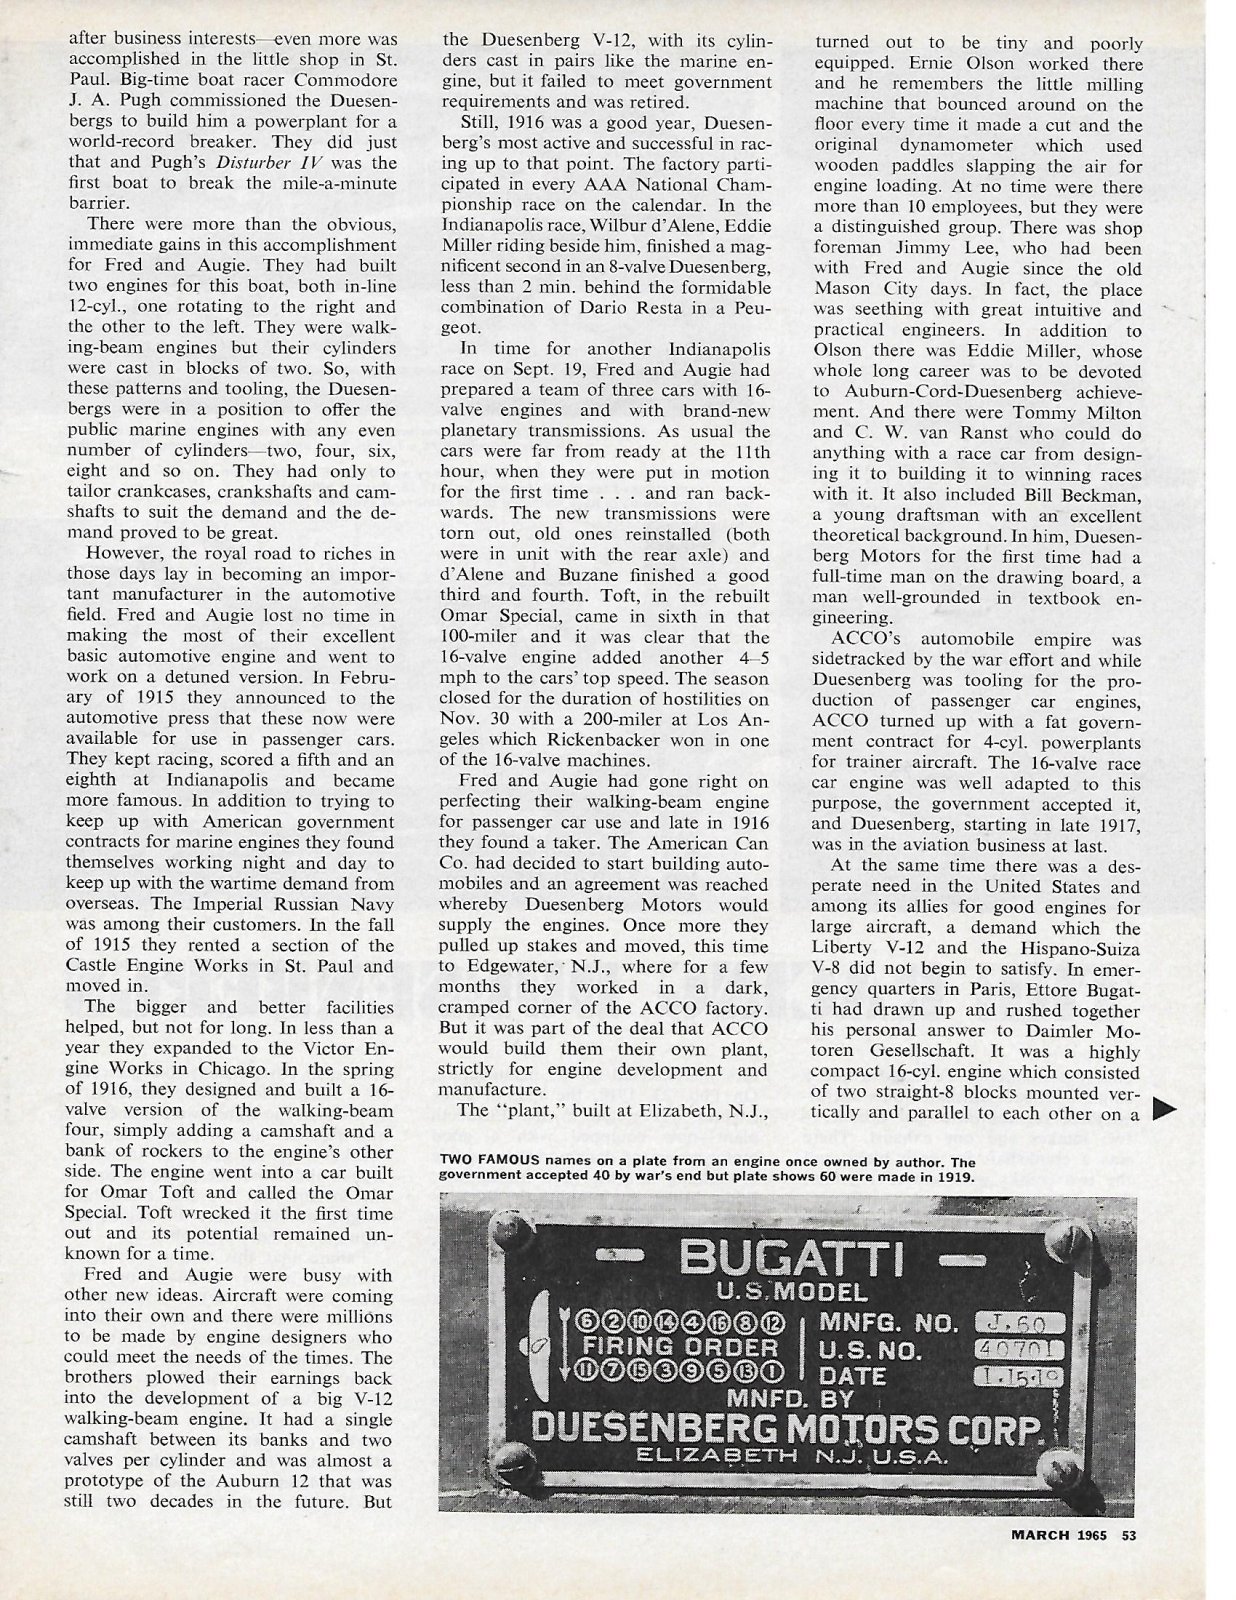 after business interests—even more was
accomplished in the little shop in St.
Paul. Big-time boat racer Commodore
J. A. Pugh commissioned the Duesen-
bergs to build him a powerplant for a
world-record breaker. They did just
that and Pugh's Disturber IV was the
first boat to break the mile-a-minute
barrier.
There were more than the obvious,
immediate gains in this accomplishment
for Fred and Augie. They had built
two engines for this boat, both in-line
12-cyl., one rotating to the right and
the other to the left. They were walk-
ing-beam engines but their cylinders
were cast in blocks of two. So, with
these patterns and tooling, the Duesen-
bergs were in a position to offer the
public marine engines with any even
number of cylinders—two, four, six,
eight and so on. They had only to
tailor crankcases, crankshafts and cam-
shafts to suit the demand and the de-
mand proved to be great.
However, the royal road to riches in
those days lay in becoming an impor-
tant manufacturer in the automotive
field. Fred and Augie lost no time in
making the most of their excellent
basic automotive engine and went to
work on a detuned version. In Febru-
ary of 1915 they announced to the
automotive press that these now were
available for use in passenger cars.
They kept racing, scored a fifth and an
eighth at Indianapolis and became
more famous. In addition to trying to
keep up with American government
contracts for marine engines they found
themselves working night and day to
keep up with the wartime demand from
overseas. The Imperial Russian Navy
was among their customers. In the fall
of 1915 they rented a section of the
Castle Engine Works in St. Paul and
moved in.
The bigger and better facilities
helped, but not for long. In less than a
year they expanded to the Victor En-
gine Works in Chicago. In the spring
of 1916, they designed and built a 16-
valve version of the walking-beam
four, simply adding a camshaft and a
bank of rockers to the engine's other
side. The engine went into a car built
for Omar Toft and called the Omar
Special. Toft wrecked it the first time
out and its potential remained un-
known for a time.
Fred and Augie were busy with
other new ideas. Aircraft were coming
into their own and there were millions
to be made by engine designers who
could meet the needs of the times. The
brothers plowed their earnings back
into the development of a big V-12
walking-beam engine. It had a single
camshaft between its banks and two
valves per cylinder and was almost a
prototype of the Auburn 12 that was
still two decades in the future. But
the Duesenberg V-12, with its cylin-
ders cast in pairs like the marine en-
gine, but it failed to meet government
requirements and was retired.
Still, 1916 was a good year, Duesen-
berg's most active and successful in rac-
ing up to that point. The factory parti-
cipated in every AAA National Cham-
pionship race on the calendar. In the
Indianapolis race, Wilbur d'Alene, Eddie
Miller riding beside him, finished a mag-
nificent second in an 8-valve Duesenberg,
less than 2 min. behind the formidable
combination of Dario Resta in a Peu-
geot.
In time for another Indianapolis
race on Sept. 19, Fred and Augie had
prepared a team of three cars with 16-
valve engines and with brand-new
planetary transmissions. As usual the
cars were far from ready at the 11th
hour, when they were put in motion
for the first time . . . and ran back-
wards. The new transmissions were
torn out, old ones reinstalled (both
were in unit with the rear axle) and
d'Alene and Buzane finished a good
third and fourth. Toft, in the rebuilt
Omar Special, came in sixth in that
100-miler and it was clear that the
16-valve engine added another 4–5
mph to the cars' top speed. The season
closed for the duration of hostilities on
Nov. 30 with a 200-miler at Los An-
geles which Rickenbacker won in one
of the 16-valve machines.
Fred and Augie had gone right on
perfecting their walking-beam engine
for passenger car use and late in 1916
they found a taker. The American Can
Co. had decided to start building auto-
mobiles and an agreement was reached
whereby Duesenberg Motors would
supply the engines. Once more they
pulled up stakes and moved, this time
to Edgewater, N.J., where for a few
months they worked in a dark,
cramped corner of the ACCO factory.
But it was part of the deal that ACCO
would build them their own plant,
strictly for engine development and
manufacture.
The "plant," built at Elizabeth, N.J.,
turned out to be tiny and poorly
equipped. Ernie Olson worked there
and he remembers the little milling
machine that bounced around on the
floor every time it made a cut and the
original dynamometer which used
wooden paddles slapping the air for
engine loading. At no time were there
more than 10 employees, but they were
a distinguished group. There was shop
foreman Jimmy Lee, who had been
with Fred and Augie since the old
Mason City days. In fact, the place
was seething with great intuitive and
practical engineers. In addition to
Olson there was Eddie Miller, whose
whole long career was to be devoted
to Auburn-Cord-Duesenberg achieve-
ment. And there were Tommy Milton
and C. W. van Ranst who could do
anything with a race car from design-
ing it to building it to winning races
with it. It also included Bill Beckman,
a young draftsman with an excellent
theoretical background. In him, Duesen-
berg Motors for the first time had a
full-time man on the drawing board, a
man well-grounded in textbook en-
gineering.
ACCO's automobile empire was
sidetracked by the war effort and while
Duesenberg was tooling for the pro-
duction of passenger car engines,
ACCO turned up with a fat govern-
ment contract for 4-cyl. powerplants
for trainer aircraft. The 16-valve race
car engine was well adapted to this
purpose, the government accepted it,
and Duesenberg, starting in late 1917,
was in the aviation business at last.
At the same time there was a des-
perate need in the United States and
among its allies for good engines for
large aircraft, a demand which the
Liberty V-12 and the Hispano-Suiza
V-8 did not begin to satisfy. In emer-
gency quarters in Paris, Ettore Bugat-
ti had drawn up and rushed together
his personal answer to Daimler Mo-
toren Gesellschaft. It was a highly
compact 16-cyl. engine which consisted
of two straight-8 blocks mounted ver-
tically and parallel to each other on a
TWO FAMOUS names on a plate from an engine once owned by author. The
government accepted 40 by war's end but plate shows 60 were made in 1919.
- BUGATTI -
U.S. MODEL
6 2 10 14 4 16 8 12
FIRING ORDER
11 7 15 3 9 5 13 1
MNFG. NO. J.60
U.S. NO. 40701
DATE 1.15.19
MNFD. BY
DUESENBERG MOTORS CORP.
ELIZABETH N.J. U.S.A.
MARCH 1965 53